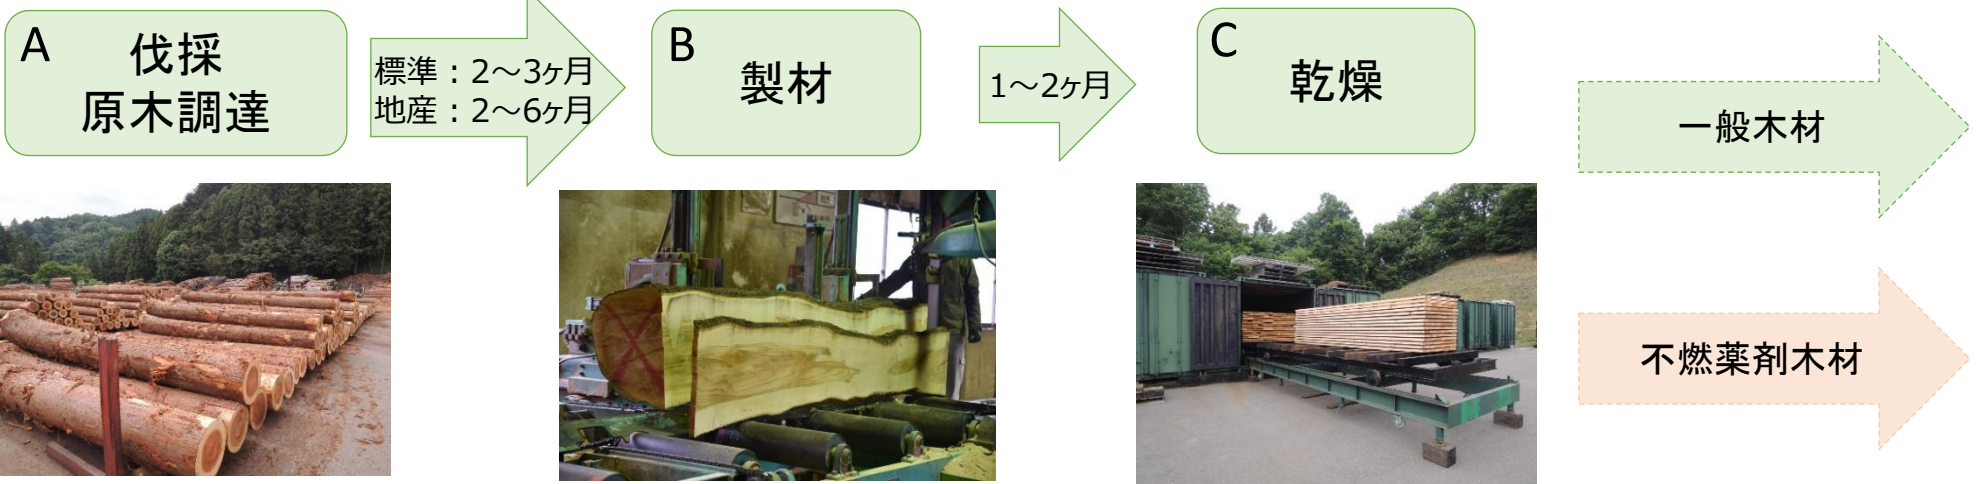 A
伐採
原木調達
標準：2～3ヶ月
地産：2～6ヶ月
B
製材
1～2ヶ月
C
乾燥
一般木材
不燃薬剤木材